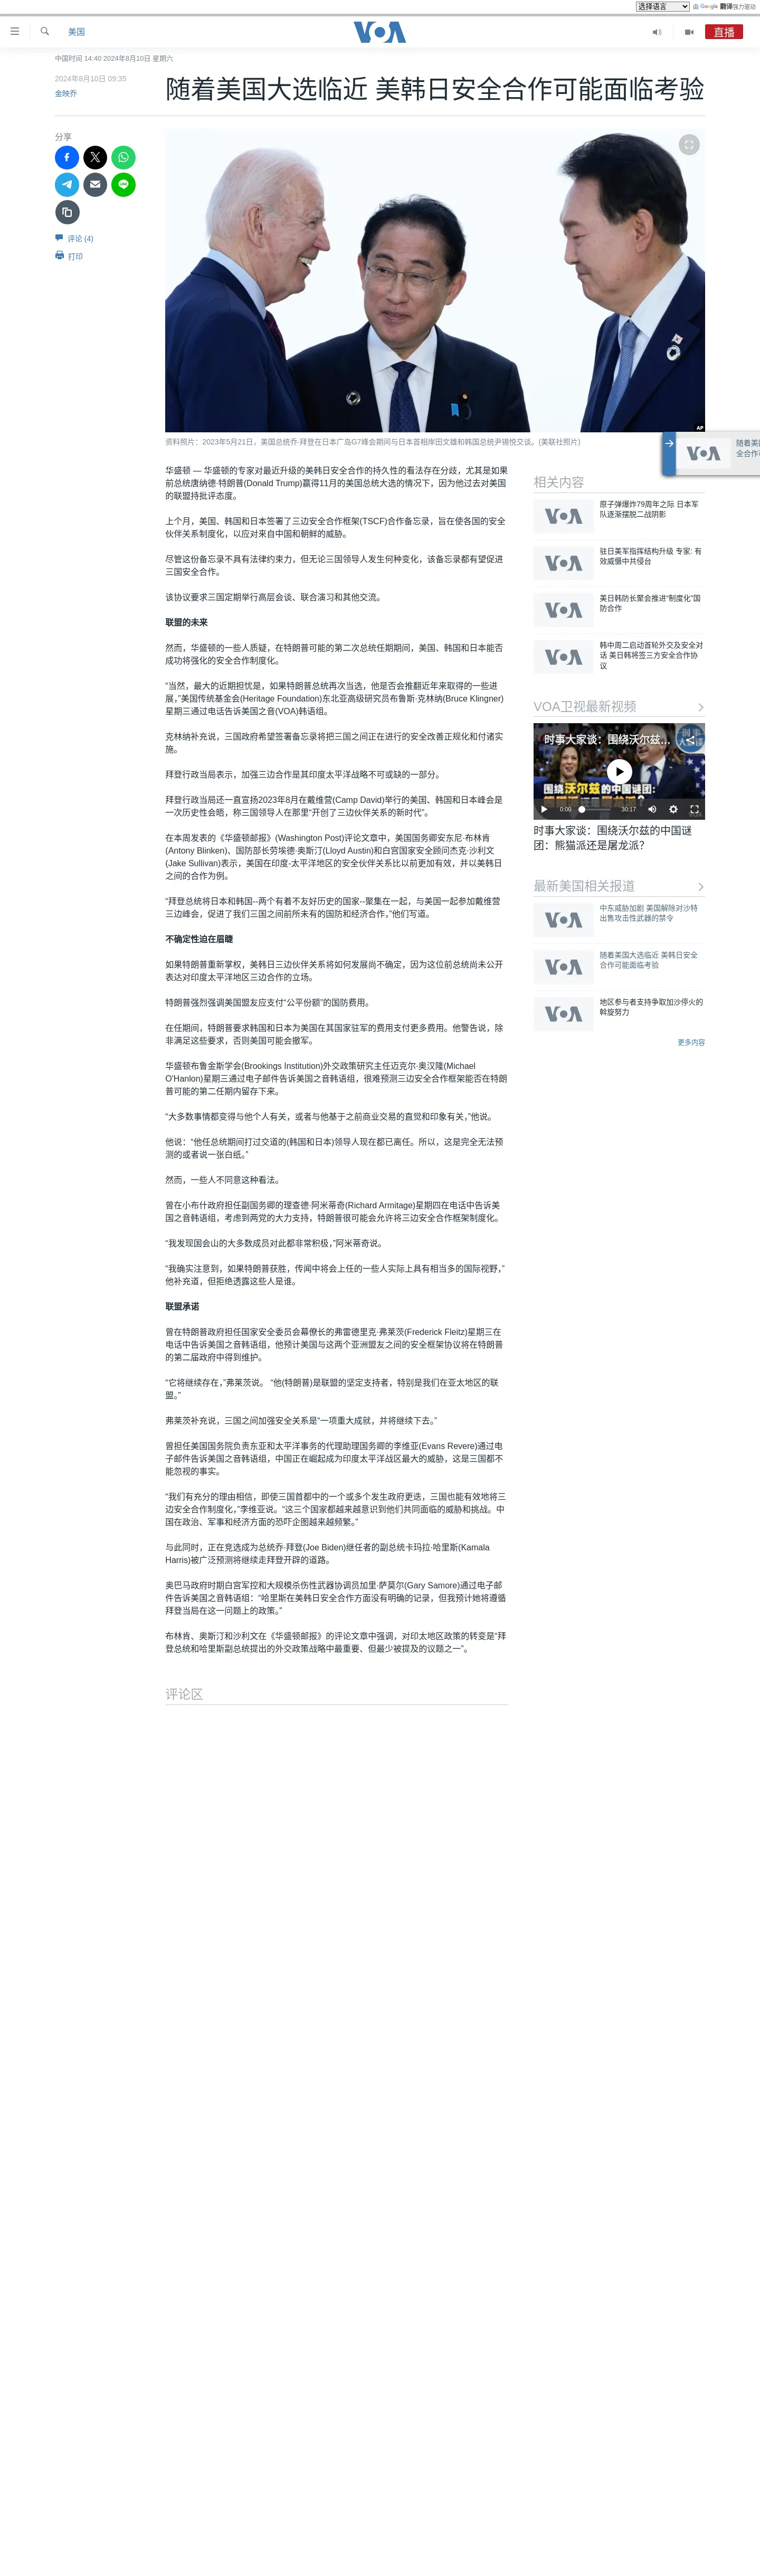 选择语言
由 Google 翻译强力驱动
美国
VOA
直播
中国时间 14:40 2024年8月10日 星期六
2024年8月10日 09:35
金映乔
随着美国大选临近 美韩日安全合作可能面临考验
分享
评论 (4)
打印
AP
资料照片：2023年5月21日，美国总统乔·拜登在日本广岛G7峰会期间与日本首相岸田文雄和韩国总统尹锡悦交谈。(美联社照片)
VOA
随着美国
全合作可
华盛顿 — 华盛顿的专家对最近升级的美韩日安全合作的持久性的看法存在分歧，尤其是如果
前总统唐纳德·特朗普(Donald Trump)赢得11月的美国总统大选的情况下，因为他过去对美国
的联盟持批评态度。
上个月，美国、韩国和日本签署了三边安全合作框架(TSCF)合作备忘录，旨在使各国的安全
伙伴关系制度化，以应对来自中国和朝鲜的威胁。
尽管这份备忘录不具有法律约束力，但无论三国领导人发生何种变化，该备忘录都有望促进
三国安全合作。
该协议要求三国定期举行高层会谈、联合演习和其他交流。
联盟的未来
然而，华盛顿的一些人质疑，在特朗普可能的第二次总统任期期间，美国、韩国和日本能否
成功将强化的安全合作制度化。
“当然，最大的近期担忧是，如果特朗普总统再次当选，他是否会推翻近年来取得的一些进
展，”美国传统基金会(Heritage Foundation)东北亚高级研究员布鲁斯·克林纳(Bruce Klingner)
星期三通过电话告诉美国之音(VOA)韩语组。
克林纳补充说，三国政府希望签署备忘录将把三国之间正在进行的安全改善正规化和付诸实
施。
拜登行政当局表示，加强三边合作是其印度太平洋战略不可或缺的一部分。
拜登行政当局还一直宣扬2023年8月在戴维营(Camp David)举行的美国、韩国和日本峰会是
一次历史性会晤，称三国领导人在那里“开创了三边伙伴关系的新时代”。
在本周发表的《华盛顿邮报》(Washington Post)评论文章中，美国国务卿安东尼·布林肯
(Antony Blinken)、国防部长劳埃德·奥斯汀(Lloyd Austin)和白宫国家安全顾问杰克·沙利文
(Jake Sullivan)表示，美国在印度-太平洋地区的安全伙伴关系比以前更加有效，并以美韩日
之间的合作为例。
“拜登总统将日本和韩国--两个有着不友好历史的国家--聚集在一起，与美国一起参加戴维营
三边峰会，促进了我们三国之间前所未有的国防和经济合作，”他们写道。
不确定性迫在眉睫
如果特朗普重新掌权，美韩日三边伙伴关系将如何发展尚不确定，因为这位前总统尚未公开
表达对印度太平洋地区三边合作的立场。
特朗普强烈强调美国盟友应支付“公平份额”的国防费用。
在任期间，特朗普要求韩国和日本为美国在其国家驻军的费用支付更多费用。他警告说，除
非满足这些要求，否则美国可能会撤军。
华盛顿布鲁金斯学会(Brookings Institution)外交政策研究主任迈克尔·奥汉隆(Michael
O'Hanlon)星期三通过电子邮件告诉美国之音韩语组，很难预测三边安全合作框架能否在特朗
普可能的第二任期内留存下来。
“大多数事情都变得与他个人有关，或者与他基于之前商业交易的直觉和印象有关，”他说。
他说：“他任总统期间打过交道的(韩国和日本)领导人现在都已离任。所以，这是完全无法预
测的或者说一张白纸。”
然而，一些人不同意这种看法。
曾在小布什政府担任副国务卿的理查德·阿米蒂奇(Richard Armitage)星期四在电话中告诉美
国之音韩语组，考虑到两党的大力支持，特朗普很可能会允许将三边安全合作框架制度化。
“我发现国会山的大多数成员对此都非常积极，”阿米蒂奇说。
“我确实注意到，如果特朗普获胜，传闻中将会上任的一些人实际上具有相当多的国际视野，”
他补充道，但拒绝透露这些人是谁。
联盟承诺
曾在特朗普政府担任国家安全委员会幕僚长的弗雷德里克·弗莱茨(Frederick Fleitz)星期三在
电话中告诉美国之音韩语组，他预计美国与这两个亚洲盟友之间的安全框架协议将在特朗普
的第二届政府中得到维护。
“它将继续存在，”弗莱茨说。 “他(特朗普)是联盟的坚定支持者，特别是我们在亚太地区的联
盟。”
弗莱茨补充说，三国之间加强安全关系是“一项重大成就，并将继续下去。”
曾担任美国国务院负责东亚和太平洋事务的代理助理国务卿的李维亚(Evans Revere)通过电
子邮件告诉美国之音韩语组，中国正在崛起成为印度太平洋战区最大的威胁，这是三国都不
能忽视的事实。
“我们有充分的理由相信，即使三国首都中的一个或多个发生政府更迭，三国也能有效地将三
边安全合作制度化，”李维亚说。“这三个国家都越来越意识到他们共同面临的威胁和挑战。中
国在政治、军事和经济方面的恐吓企图越来越频繁。”
与此同时，正在竞选成为总统乔·拜登(Joe Biden)继任者的副总统卡玛拉·哈里斯(Kamala
Harris)被广泛预测将继续走拜登开辟的道路。
奥巴马政府时期白宫军控和大规模杀伤性武器协调员加里·萨莫尔(Gary Samore)通过电子邮
件告诉美国之音韩语组：“哈里斯在美韩日安全合作方面没有明确的记录，但我预计她将遵循
拜登当局在这一问题上的政策。”
布林肯、奥斯汀和沙利文在《华盛顿邮报》的评论文章中强调，对印太地区政策的转变是“拜
登总统和哈里斯副总统提出的外交政策战略中最重要、但最少被提及的议题之一”。
评论区
相关内容
VOA
原子弹爆炸79周年之际 日本军
队逐渐摆脱二战阴影
VOA
驻日美军指挥结构升级 专家: 有
效威慑中共侵台
VOA
美日韩防长聚会推进“制度化”国
防合作
VOA
韩中周二启动首轮外交及安全对
话 美日韩将签三方安全合作协
议
VOA卫视最新视频
时事大家谈：围绕沃尔兹…
围绕沃尔兹的中国谜团:
0:00
30:17
时事大家谈：围绕沃尔兹的中国谜
团：熊猫派还是屠龙派？
最新美国相关报道
VOA
中东威胁加剧 美国解除对沙特
出售攻击性武器的禁令
VOA
随着美国大选临近 美韩日安全
合作可能面临考验
VOA
地区参与者支持争取加沙停火的
斡旋努力
更多内容